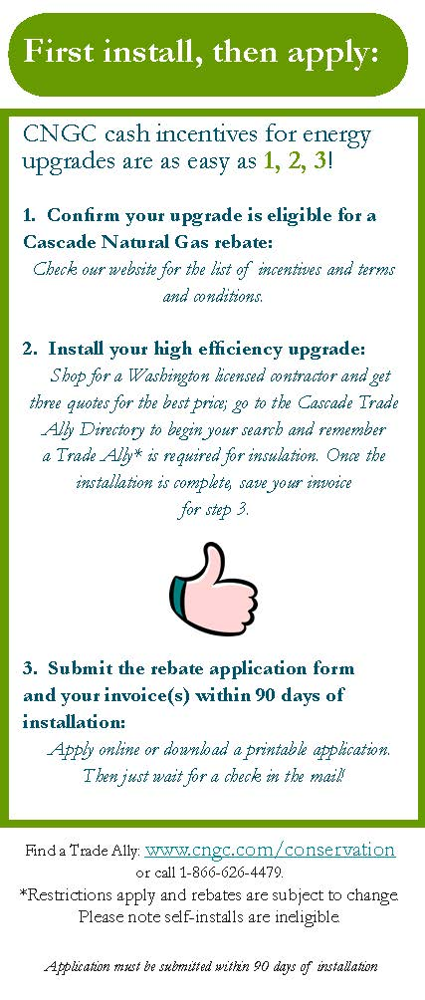 First install, then apply:
CNGC cash incentives for energy
upgrades are as easy as 1, 2, 3!
1. Confirm your upgrade is eligible for a
Cascade Natural Gas rebate:
Check our website for the list of incentives and terms
and conditions.
2. Install your high efficiency upgrade:
Shop for a Washington licensed contractor and get
three quotes for the best price; go to the Cascade Trade
Ally Directory to begin your search and remember
a Trade Ally* is required for insulation. Once the
installation is complete, save your invoice
for step 3.
3. Submit the rebate application form
and your invoice(s) within 90 days of
installation:
Apply online or download a printable application.
Then just wait for a check in the mail!
Find a Trade Ally: www.cngc.com/conservation
or call 1-866-626-4479.
*Restrictions apply and rebates are subject to change.
Please note self-installs are ineligible.
Application must be submitted within 90 days of installation